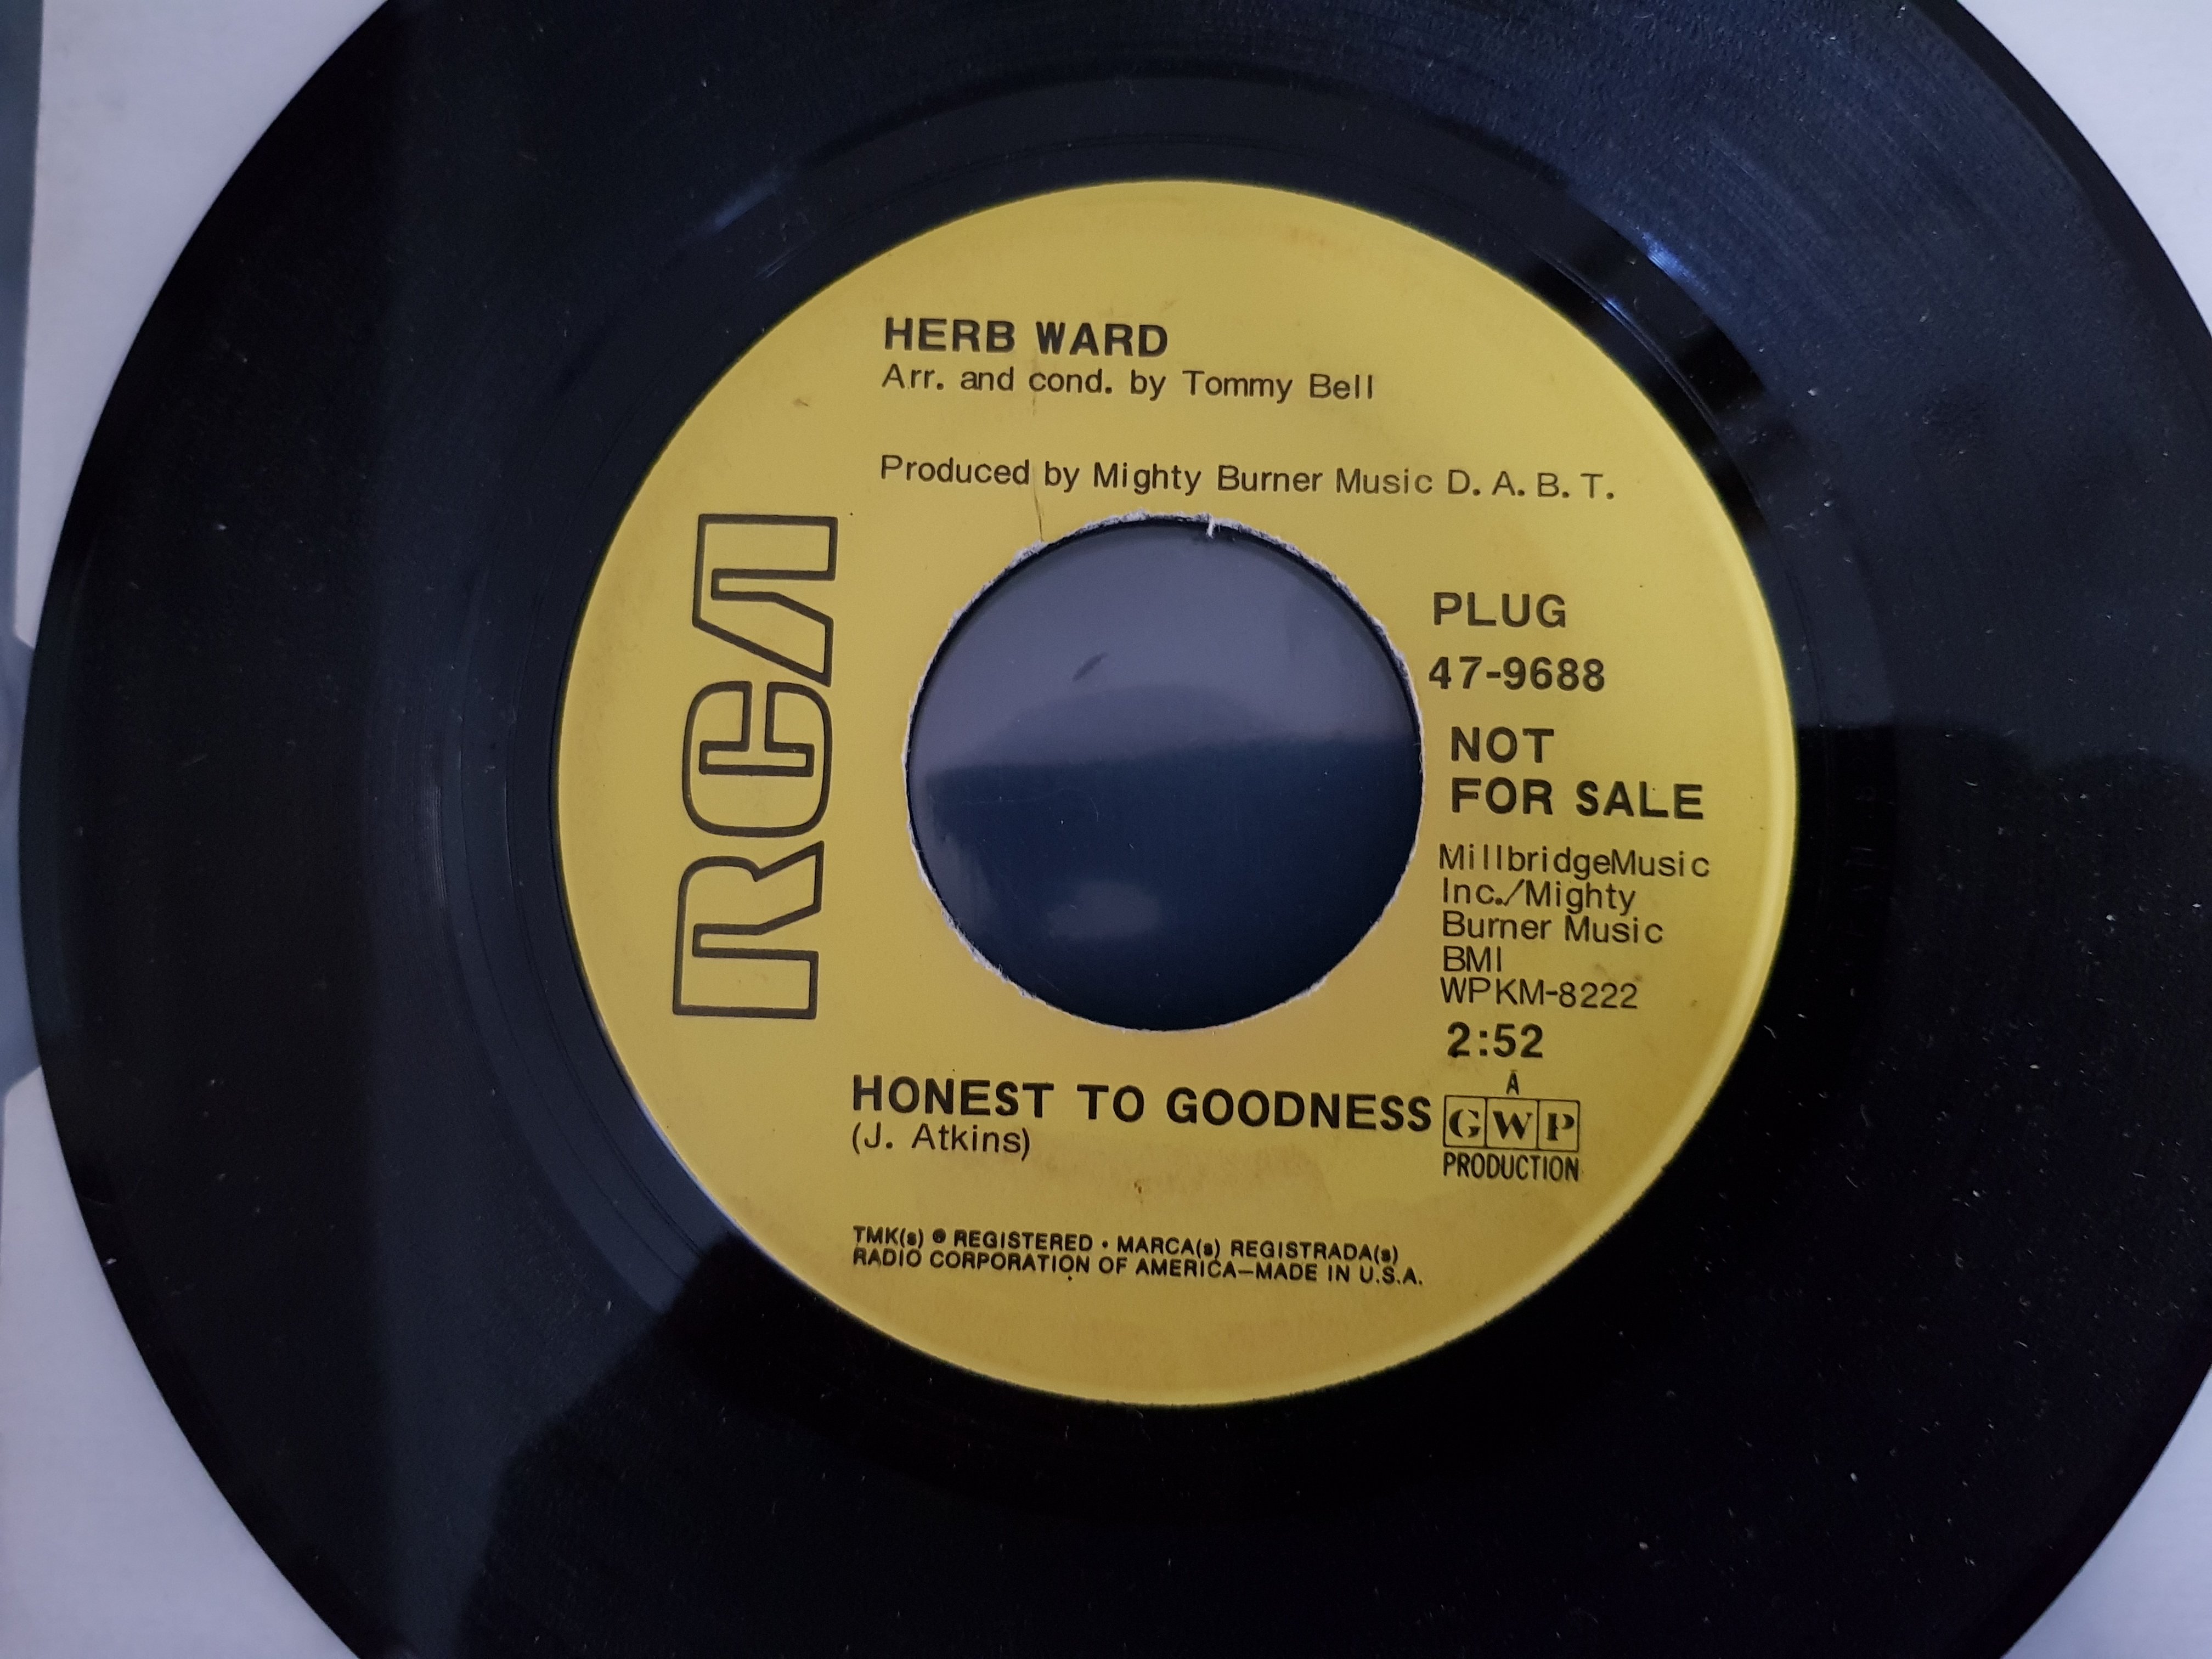 HERB WARD
Arr. and cond. by Tommy Bell
Produced by Mighty Burner Music D. A. B. T.
RCA
PLUG
47-9688
NOT
FOR SALE
MillbridgeMusic
Inc./Mighty
Burner Music
BMI
WPKM-8222
2:52
HONEST TO GOODNESS
(J. Atkins)
A
GWP
PRODUCTION
TMK(s) ® REGISTERED • MARCA(s) REGISTRADA(s)
RADIO CORPORATION OF AMERICA—MADE IN U.S.A.